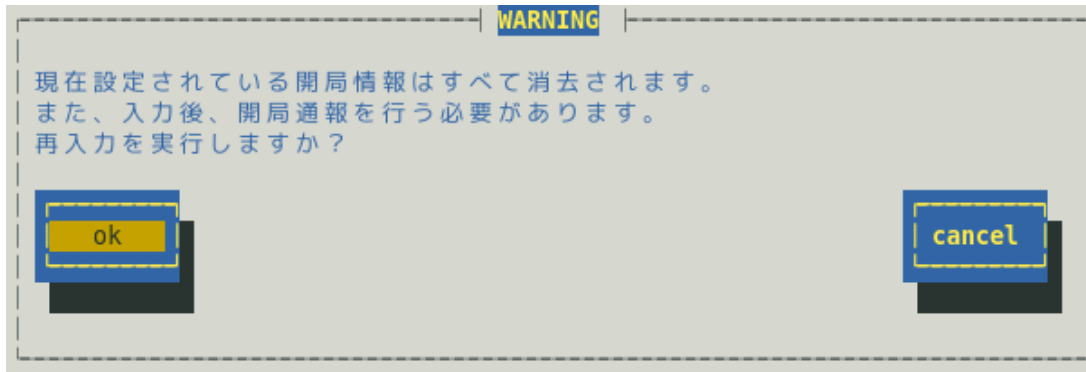 WARNING
現在設定されている開局情報はすべて消去されます。
また、入力後、開局通報を行う必要があります。
再入力を実行しますか？
ok
cancel